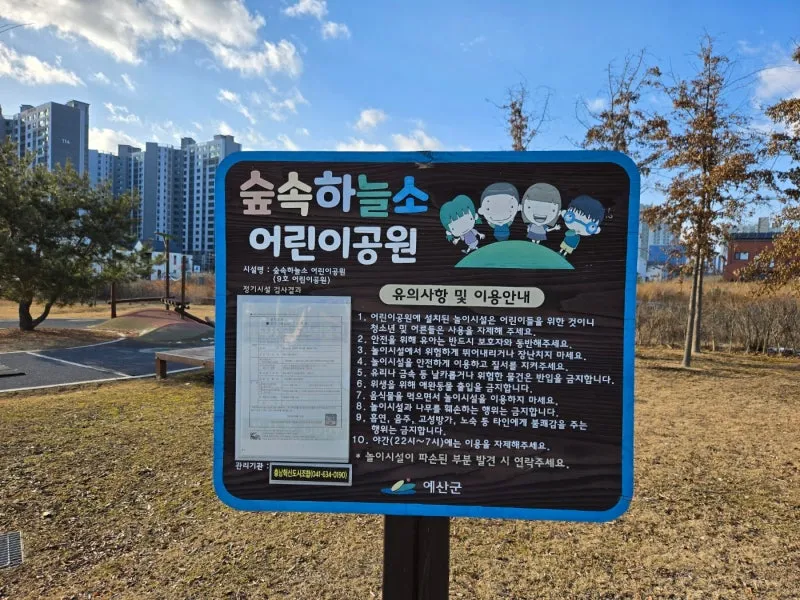 숲속하늘소
어린이공원
시설명 : 숲속하늘소 어린이공원
(9호 어린이공원)
정기시설 검사결과
유의사항 및 이용안내
1. 어린이공원에 설치된 놀이시설은 어린이들을 위한 것이니
청소년 및 어른들은 사용을 자제해 주세요.
2. 안전을 위해 유아는 반드시 보호자와 동반해주세요.
3. 놀이시설에서 위험하게 뛰어내리거나 장난치지 마세요.
4. 놀이시설을 안전하게 이용하고 질서를 지켜주세요.
5. 유리나 금속 등 날카롭거나 위험한 물건은 반입을 금지합니다.
6. 위생을 위해 애완동물 출입을 금지합니다.
7. 음식물을 먹으면서 놀이시설을 이용하지 마세요.
8. 놀이시설과 나무를 훼손하는 행위는 금지합니다.
9. 흡연, 음주, 고성방가, 노숙 등 타인에게 불쾌감을 주는
행위는 금지합니다.
10. 야간(22시~7시)에는 이용을 자제해주세요.
* 놀이시설이 파손된 부분 발견 시 연락주세요.
관리기관 : 충남혁신도시조합(041-634-0190)
예산군